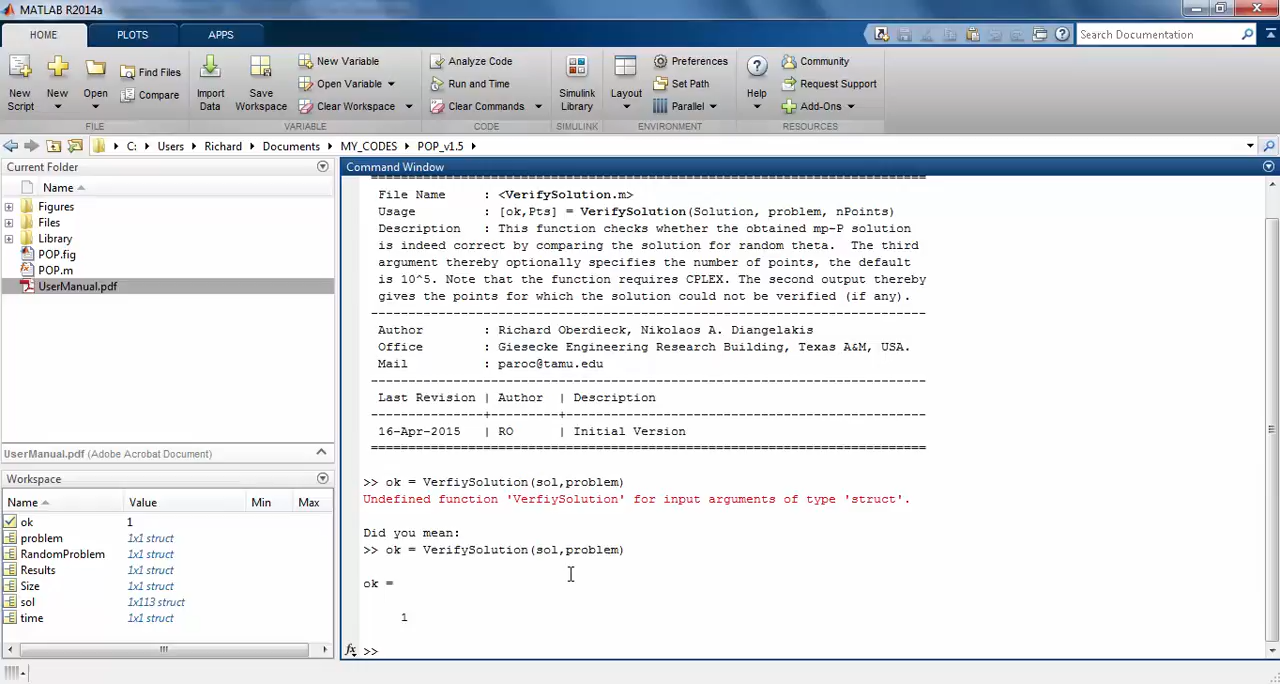 MATLAB R2014a
HOME PLOTS APPS
Search Documentation
New Script
New
Open
Find Files
Compare
FILE
Import Data
Save Workspace
New Variable
Open Variable
Clear Workspace
VARIABLE
Analyze Code
Run and Time
Clear Commands
CODE
Simulink Library
SIMULINK
Layout
Preferences
Set Path
Parallel
ENVIRONMENT
Help
Community
Request Support
Add-Ons
RESOURCES
C: Users Richard Documents MY_CODES POP_v1.5
Current Folder
Name
Figures
Files
Library
POP.fig
POP.m
UserManual.pdf
UserManual.pdf (Adobe Acrobat Document)
Workspace
Name Value Min Max
ok 1
problem 1x1 struct
RandomProblem 1x1 struct
Results 1x1 struct
Size 1x1 struct
sol 1x113 struct
time 1x1 struct
Command Window
File Name : <VerifySolution.m>
Usage : [ok,Pts] = VerifySolution(Solution, problem, nPoints)
Description : This function checks whether the obtained mp-P solution
is indeed correct by comparing the solution for random theta. The third
argument thereby optionally specifies the number of points, the default
is 10^5. Note that the function requires CPLEX. The second output thereby
gives the points for which the solution could not be verified (if any).
Author : Richard Oberdieck, Nikolaos A. Diangelakis
Office : Giesecke Engineering Research Building, Texas A&M, USA.
Mail : paroc@tamu.edu
Last Revision | Author | Description
16-Apr-2015 | RO | Initial Version
>> ok = VerfiySolution(sol,problem)
Undefined function 'VerfiySolution' for input arguments of type 'struct'.
Did you mean:
>> ok = VerifySolution(sol,problem)
ok =
1
fx >>